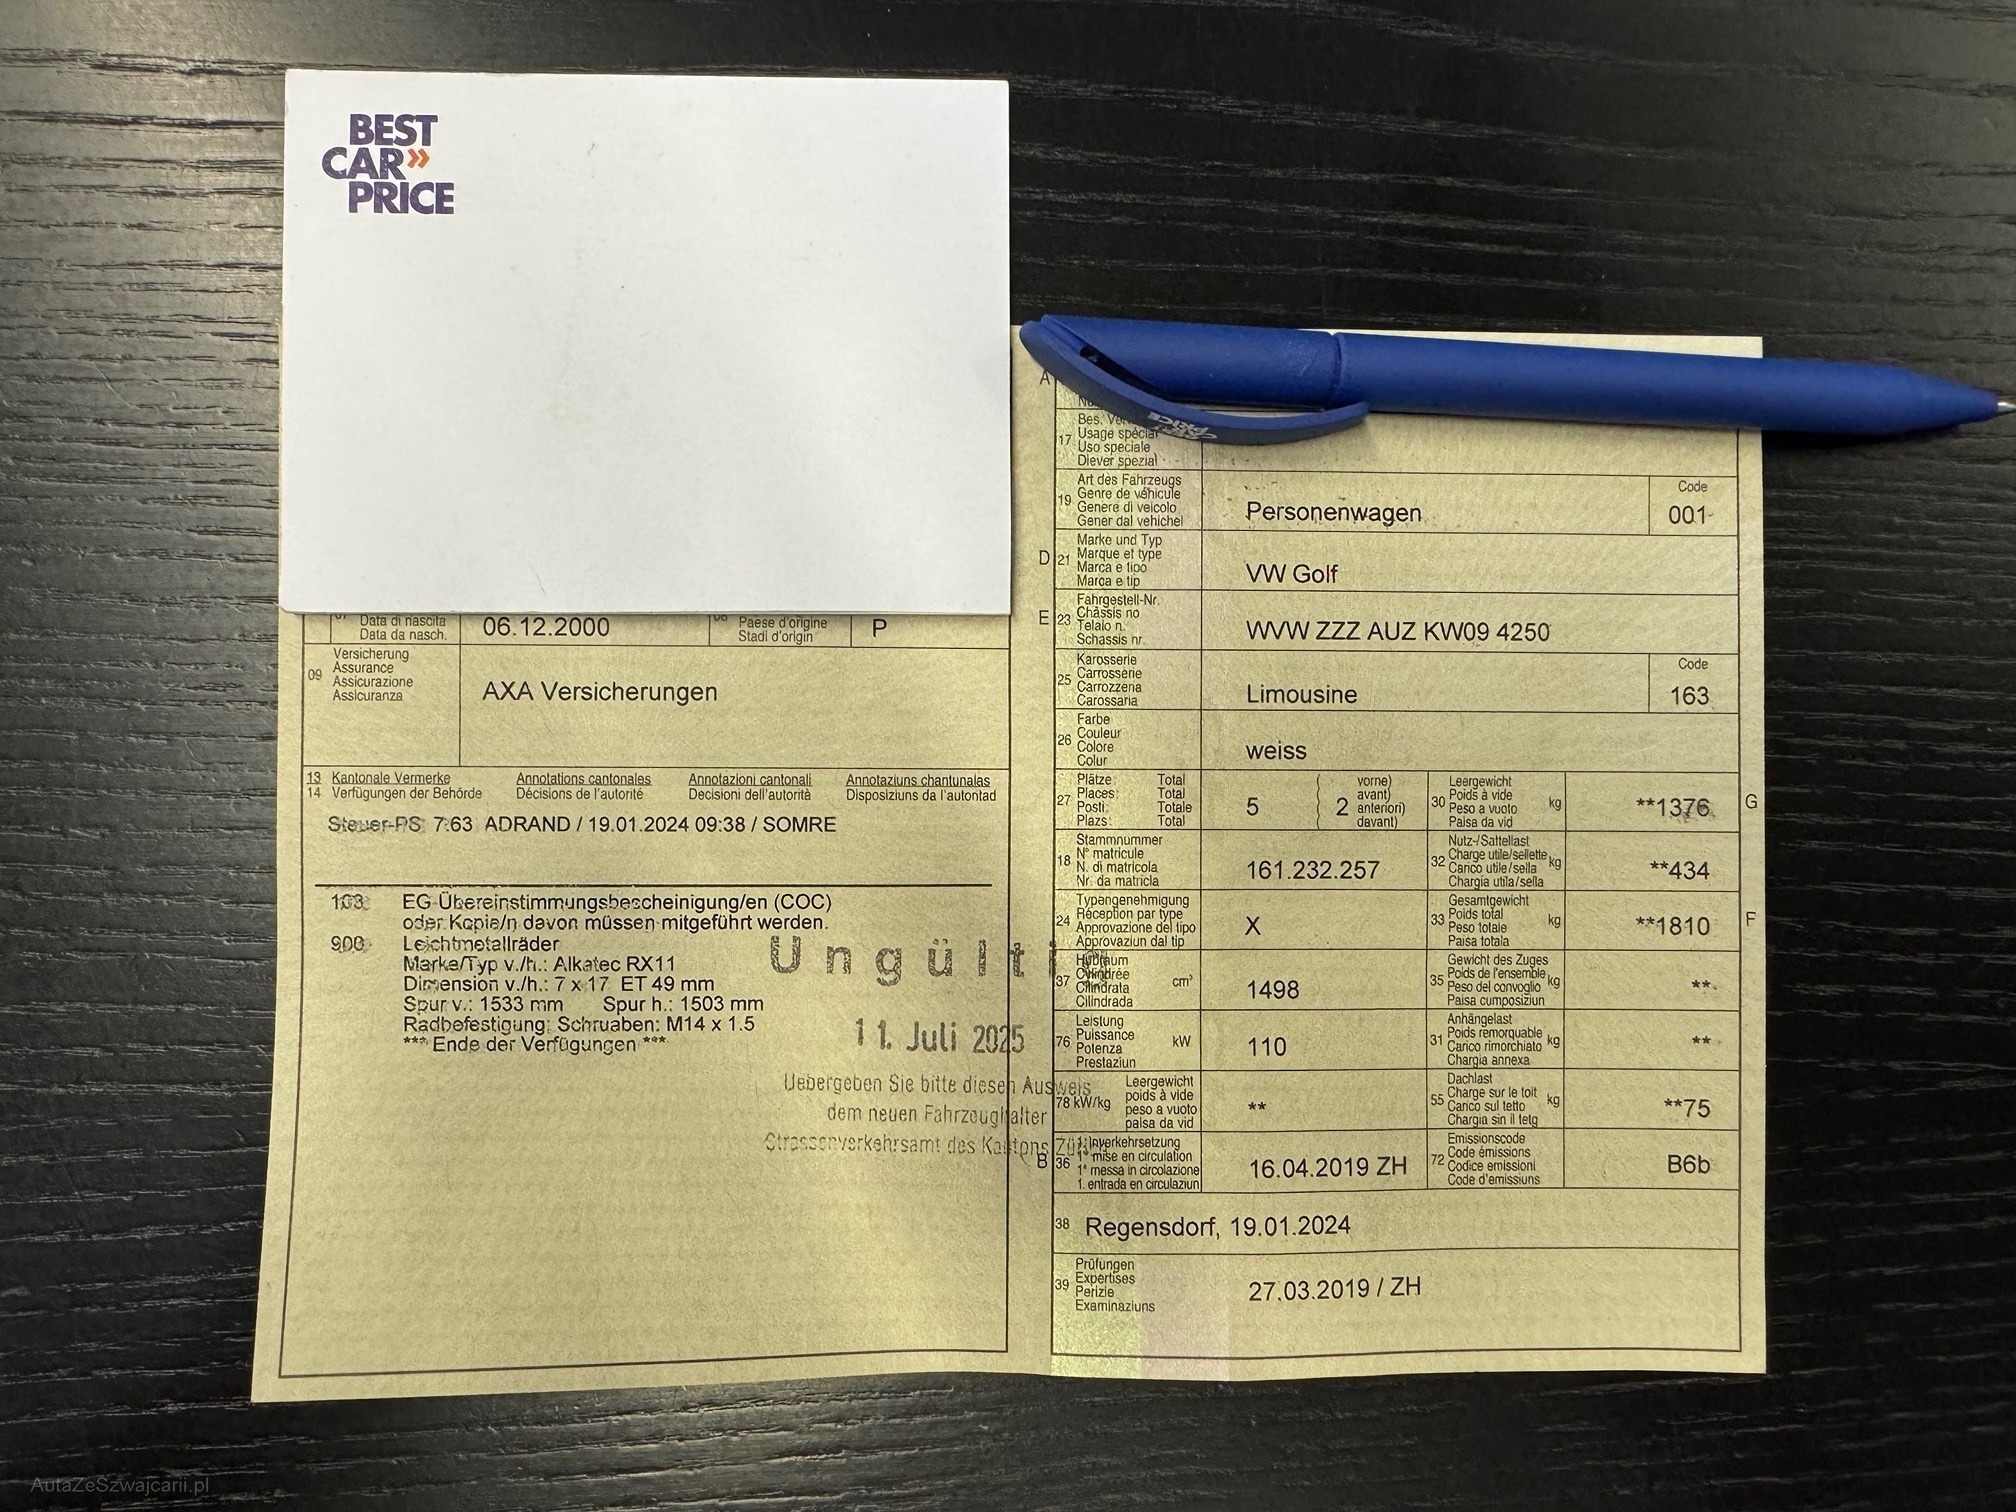 BEST
CAR»
PRICE
A
17 Usage spécial
Uso speciale
Diever spezial
19 Art des Fahrzeugs
Genre de véhicule
Genere di veicolo
Gener dal vehichel
Personenwagen
Code
001
D 21 Marke und Typ
Marque et type
Marca e tipo
Marca e tip
VW Golf
E 23 Fahrgestell-Nr.
Châssis no
Telaio n.
Schassis nr.
WVW ZZZ AUZ KW09 4250
25 Karosserie
Carrosserie
Carrozzeria
Carossaria
Limousine
Code
163
26 Farbe
Couleur
Colore
Colur
weiss
27 Plätze: Total
Places: Total
Posti: Totale
Plazs: Total
5 ( 2 vorne)
avant)
anteriori)
davant)
30 Leergewicht
Poids à vide
Peso a vuoto
Paisa da vid
kg
**1376
G
18 Stammnummer
N° matricule
N. di matricola
Nr. da matricla
161.232.257
32 Nutz-/Sattellast
Charge utile/sellette
Carico utile/sella
Chargia utila/sella
kg
**434
24 Typengenehmigung
Réception par type
Approvazione del tipo
Approvaziun dal tip
X
33 Gesamtgewicht
Poids total
Peso totale
Paisa totala
kg
**1810
F
37 Hubraum
Cylindrée
Cilindrata
Cilindrada
cm³
1498
35 Gewicht des Zuges
Poids de l'ensemble
Peso del convoglio
Paisa cumposiziun
kg
**
76 Leistung
Puissance
Potenza
Prestaziun
kW
110
31 Anhängelast
Poids remorquable
Carico rimorchiato
Chargia annexa
kg
**
78 kW/kg Leergewicht
poids à vide
peso a vuoto
paisa da vid
**
55 Dachlast
Charge sur le toit
Carico sul tetto
Chargia sin il tetg
kg
**75
B 36 1. Inverkehrsetzung
1re mise en circulation
1a messa in circolazione
1. entrada en circulaziun
16.04.2019 ZH
72 Emissionscode
Code émissions
Codice emissioni
Code d'emissiuns
B6b
38 Regensdorf, 19.01.2024
39 Prüfungen
Expertises
Perizie
Examinaziuns
27.03.2019 / ZH
Data di nascita
Data da nasch.
06.12.2000
Paese d'origine
Stadi d'origin
P
09 Versicherung
Assurance
Assicurazione
Assicuranza
AXA Versicherungen
13 Kantonale Vermerke Annotations cantonales Annotazioni cantonali Annotaziuns chantunalas
14 Verfügungen der Behörde Décisions de l'autorité Decisioni dell'autorità Disposiziuns da l'autoritad
Steuer-PS 7.63 ADRAND / 19.01.2024 09:38 / SOMRE
103 EG-Übereinstimmungsbescheinigung/en (COC)
oder Kopie/n davon müssen mitgeführt werden.
900 Leichtmetallräder
Marke/Typ v./h.: Alkatec RX11
Dimension v./h.: 7 x 17 ET 49 mm
Spur v.: 1533 mm Spur h.: 1503 mm
Radbefestigung: Schruaben: M14 x 1.5
*** Ende der Verfügungen ***
Ungültig
11. Juli 2025
Uebergeben Sie bitte diesen Ausweis
dem neuen Fahrzeughalter
Strassenverkehrsamt des Kantons Zürich
AutaZeSzwajcarii.pl